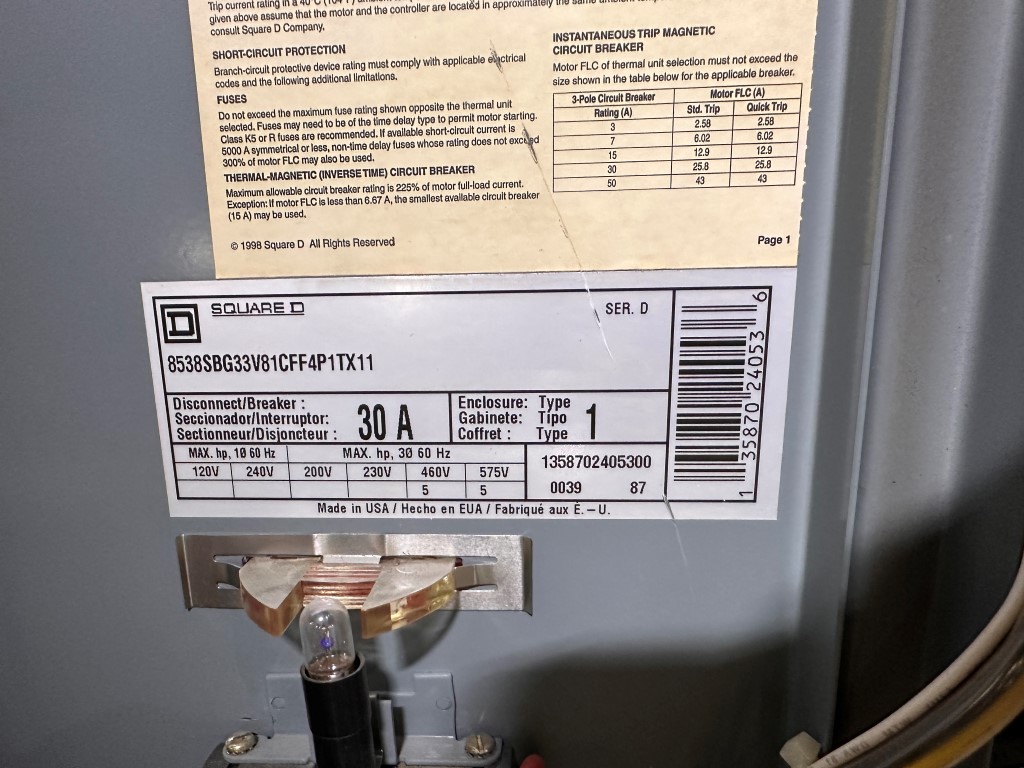 Trip current rating in a 40°C (104°F)
given above assume that the motor and the controller are located in approximately the same ambient
consult Square D Company.
SHORT-CIRCUIT PROTECTION
Branch-circuit protective device rating must comply with applicable electrical
codes and the following additional limitations.
FUSES
Do not exceed the maximum fuse rating shown opposite the thermal unit
selected. Fuses may need to be of the time delay type to permit motor starting.
Class K5 or R fuses are recommended. If available short-circuit current is
5000 A symmetrical or less, non-time delay fuses whose rating does not exceed
300% of motor FLC may also be used.
THERMAL-MAGNETIC (INVERSE TIME) CIRCUIT BREAKER
Maximum allowable circuit breaker rating is 225% of motor full-load current.
Exception: If motor FLC is less than 6.67 A, the smallest available circuit breaker
(15 A) may be used.
© 1998 Square D All Rights Reserved
INSTANTANEOUS TRIP MAGNETIC
CIRCUIT BREAKER
Motor FLC of thermal unit selection must not exceed the
size shown in the table below for the applicable breaker.
3-Pole Circuit Breaker Motor FLC (A)
Rating (A) Std. Trip Quick Trip
3 2.58 2.58
7 6.02 6.02
15 12.9 12.9
30 25.8 25.8
50 43 43
Page 1
D SQUARE D SER. D
8538SBG33V81CFF4P1TX11
Disconnect/Breaker :
Seccionador/Interruptor:
Sectionneur/Disjoncteur :
30 A
Enclosure: Type
Gabinete: Tipo
Coffret : Type
1
MAX. hp, 1Ø 60 Hz MAX. hp, 3Ø 60 Hz
120V 240V 200V 230V 460V 575V
5 5
1358702405300
0039 87
Made in USA / Hecho en EUA / Fabriqué aux É.-U.
1 35870 24053 6